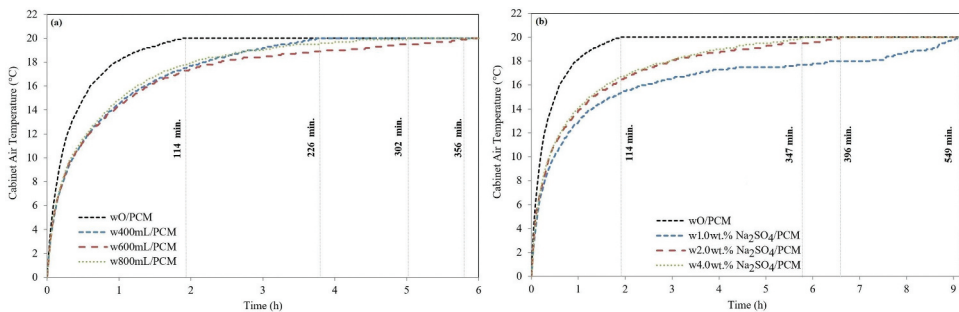 (a)
22
20
18
16
14
12
10
8
6
4
2
0
Cabinet Air Temperature (°C)
114 min.
226 min.
302 min.
356 min.
wO/PCM
w400mL/PCM
w600mL/PCM
w800mL/PCM
0 1 2 3 4 5 6
Time (h)
(b)
22
20
18
16
14
12
10
8
6
4
2
0
Cabinet Air Temperature (°C)
114 min.
347 min.
396 min.
549 min.
wO/PCM
w1.0wt.% Na₂SO₄/PCM
w2.0wt.% Na₂SO₄/PCM
w4.0wt.% Na₂SO₄/PCM
0 1 2 3 4 5 6 7 8 9
Time (h)